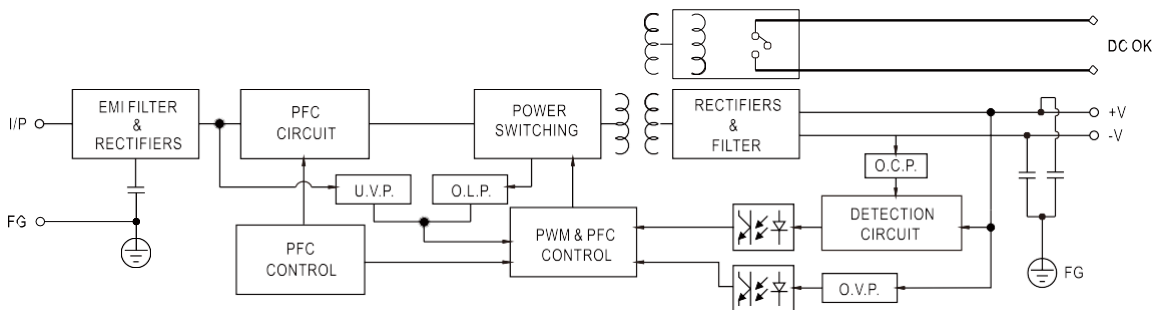 DC OK
I/P
EMI FILTER
&
RECTIFIERS
PFC
CIRCUIT
POWER
SWITCHING
RECTIFIERS
&
FILTER
+V
-V
O.C.P.
U.V.P.
O.L.P.
FG
PFC
CONTROL
PWM & PFC
CONTROL
DETECTION
CIRCUIT
O.V.P.
FG